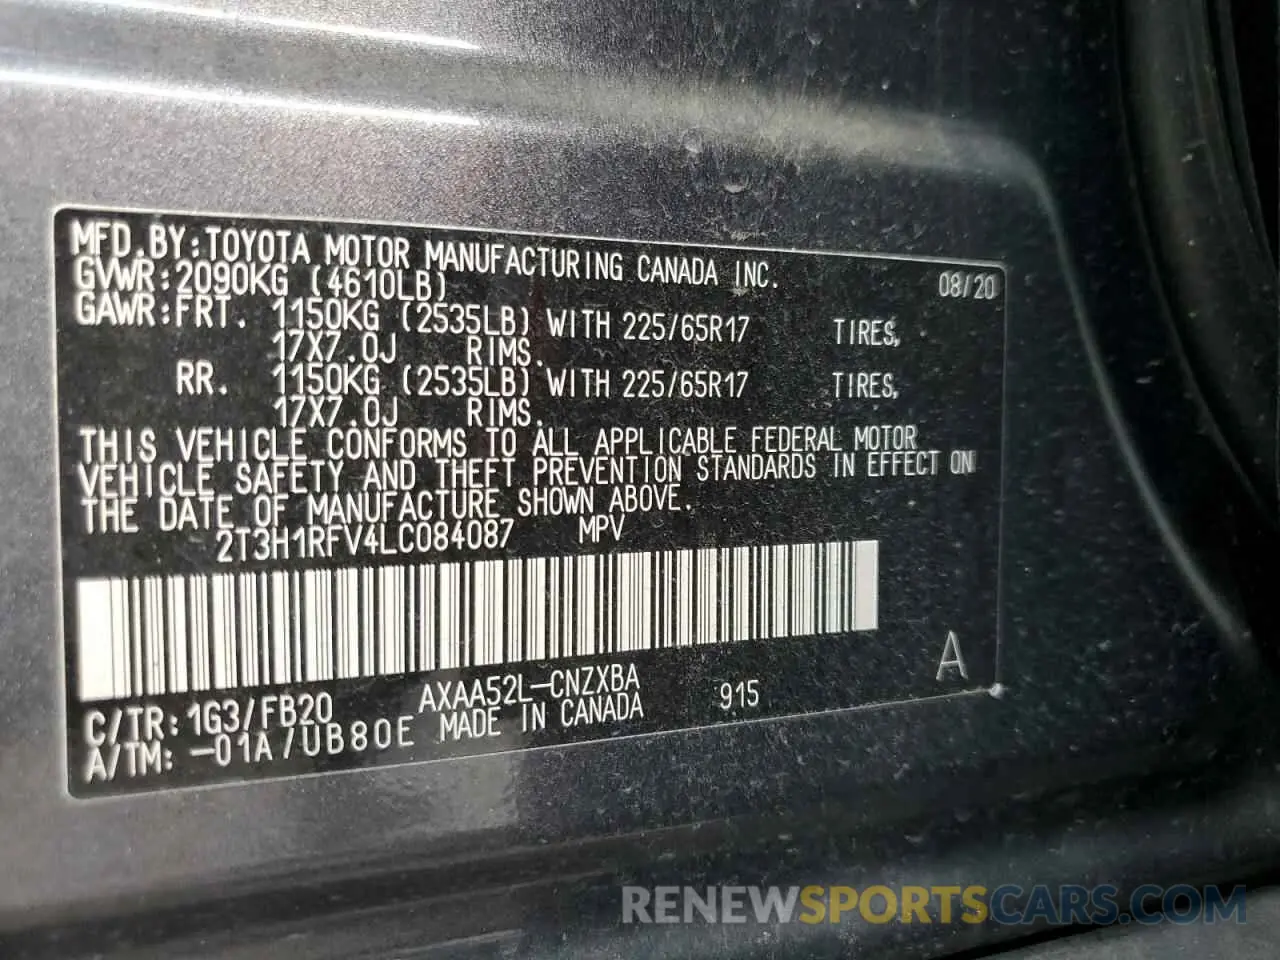 MFD.BY:TOYOTA MOTOR MANUFACTURING CANADA INC. 08/20
GVWR:2090KG (4610LB)
GAWR:FRT. 1150KG (2535LB) WITH 225/65R17 TIRES,
17X7.0J RIMS.
RR. 1150KG (2535LB) WITH 225/65R17 TIRES,
17X7.0J RIMS.
THIS VEHICLE CONFORMS TO ALL APPLICABLE FEDERAL MOTOR
VEHICLE SAFETY AND THEFT PREVENTION STANDARDS IN EFFECT ON
THE DATE OF MANUFACTURE SHOWN ABOVE.
2T3H1RFV4LC084087 MPV
A
C/TR:1G3/FB20 AXAA52L-CNZXBA 915
A/TM: -01A/UB80E MADE IN CANADA
RENEWSPORTSCARS.COM